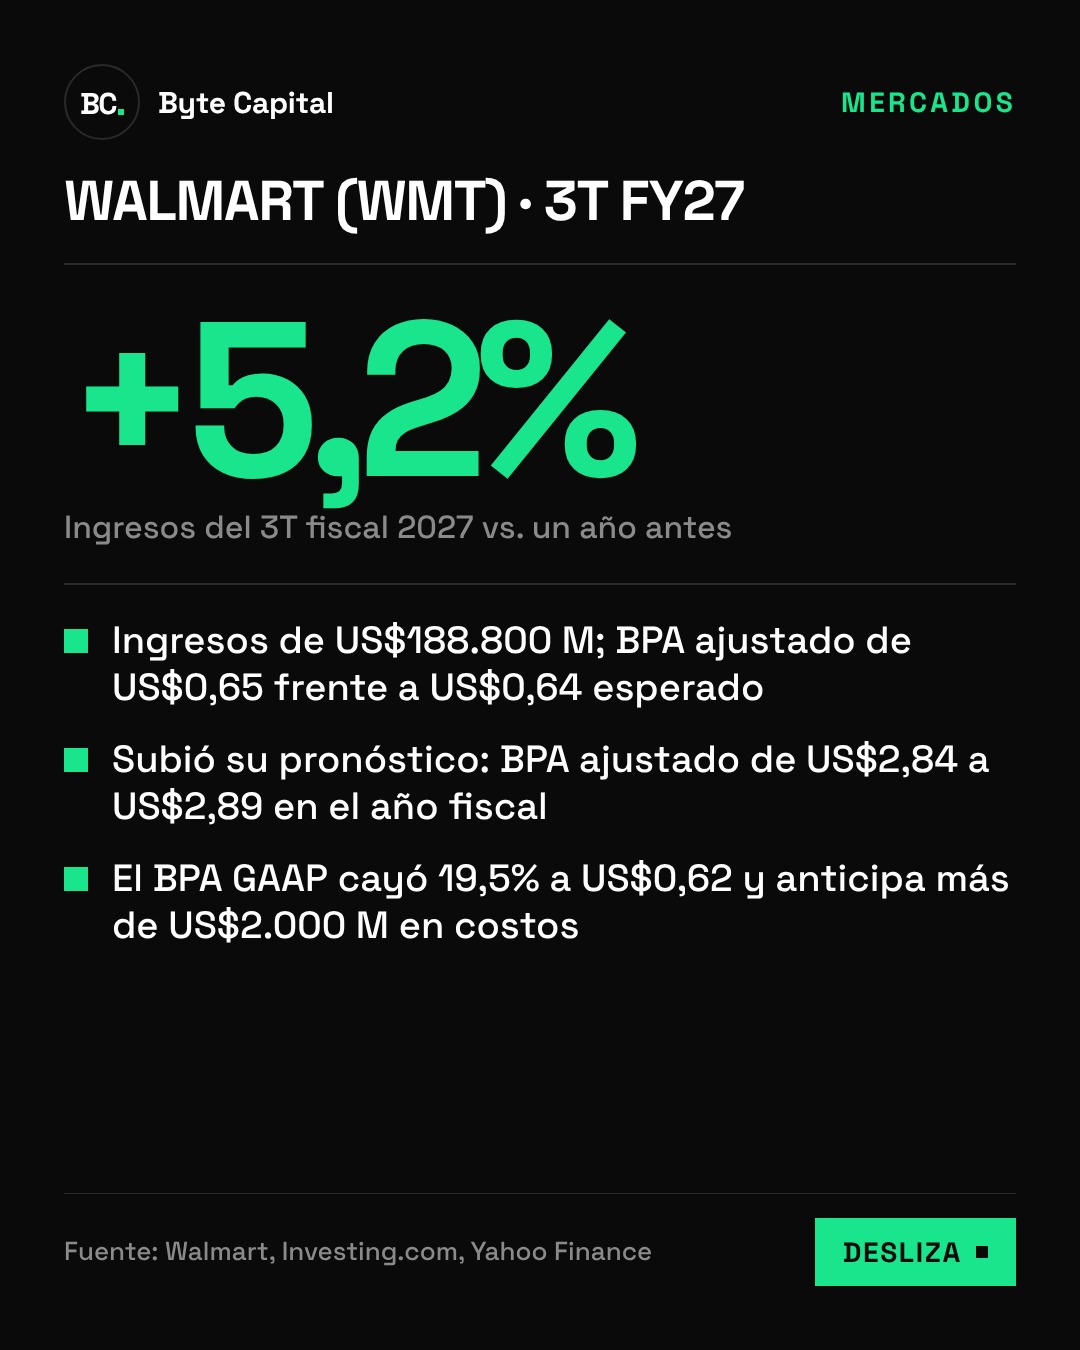 BC.
Byte Capital
MERCADOS
WALMART (WMT) · 3T FY27
+5,2%
Ingresos del 3T fiscal 2027 vs. un año antes
Ingresos de US$188.800 M; BPA ajustado de
US$0,65 frente a US$0,64 esperado
Subió su pronóstico: BPA ajustado de US$2,84 a
US$2,89 en el año fiscal
El BPA GAAP cayó 19,5% a US$0,62 y anticipa más
de US$2.000 M en costos
Fuente: Walmart, Investing.com, Yahoo Finance
DESLIZA